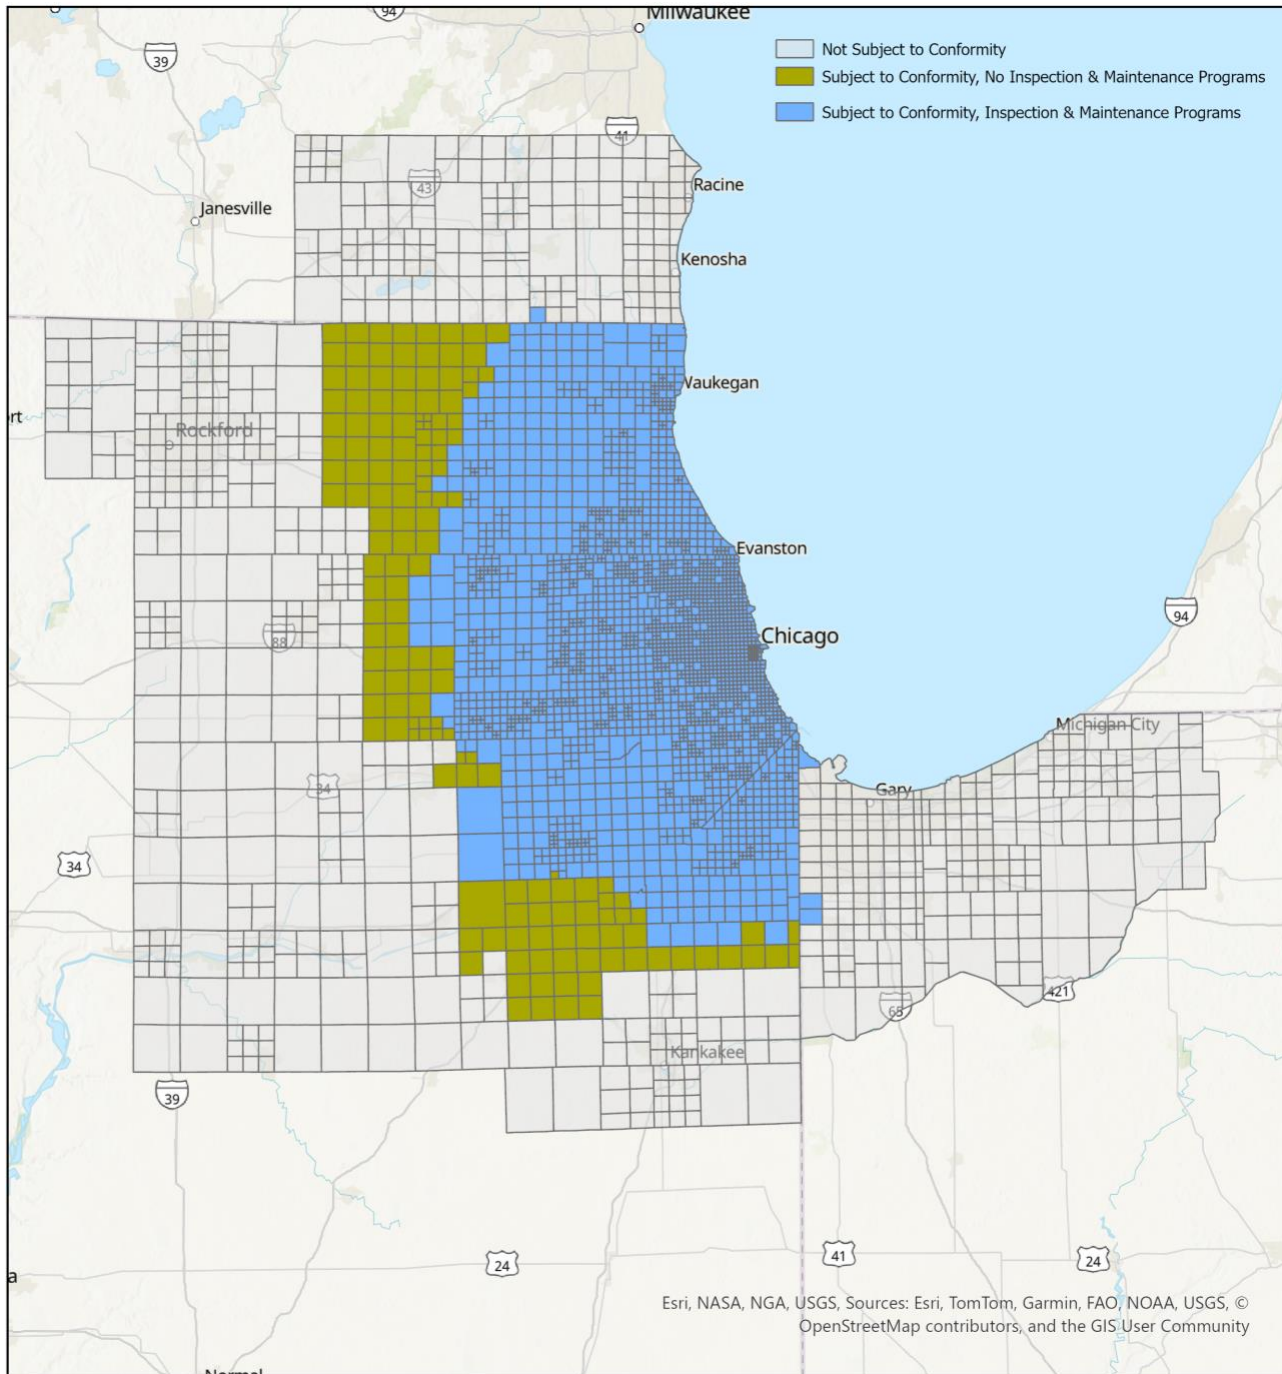 94
Milwaukee
39
Not Subject to Conformity
Subject to Conformity, No Inspection & Maintenance Programs
Subject to Conformity, Inspection & Maintenance Programs
41
43
Racine
Janesville
Kenosha
Waukegan
rt
Rockford
Evanston
94
88
Chicago
Michigan City
34
Gary
34
421
65
Kankakee
39
41
24
24
a
Esri, NASA, NGA, USGS, Sources: Esri, TomTom, Garmin, FAO, NOAA, USGS, ©
OpenStreetMap contributors, and the GIS User Community
Normal